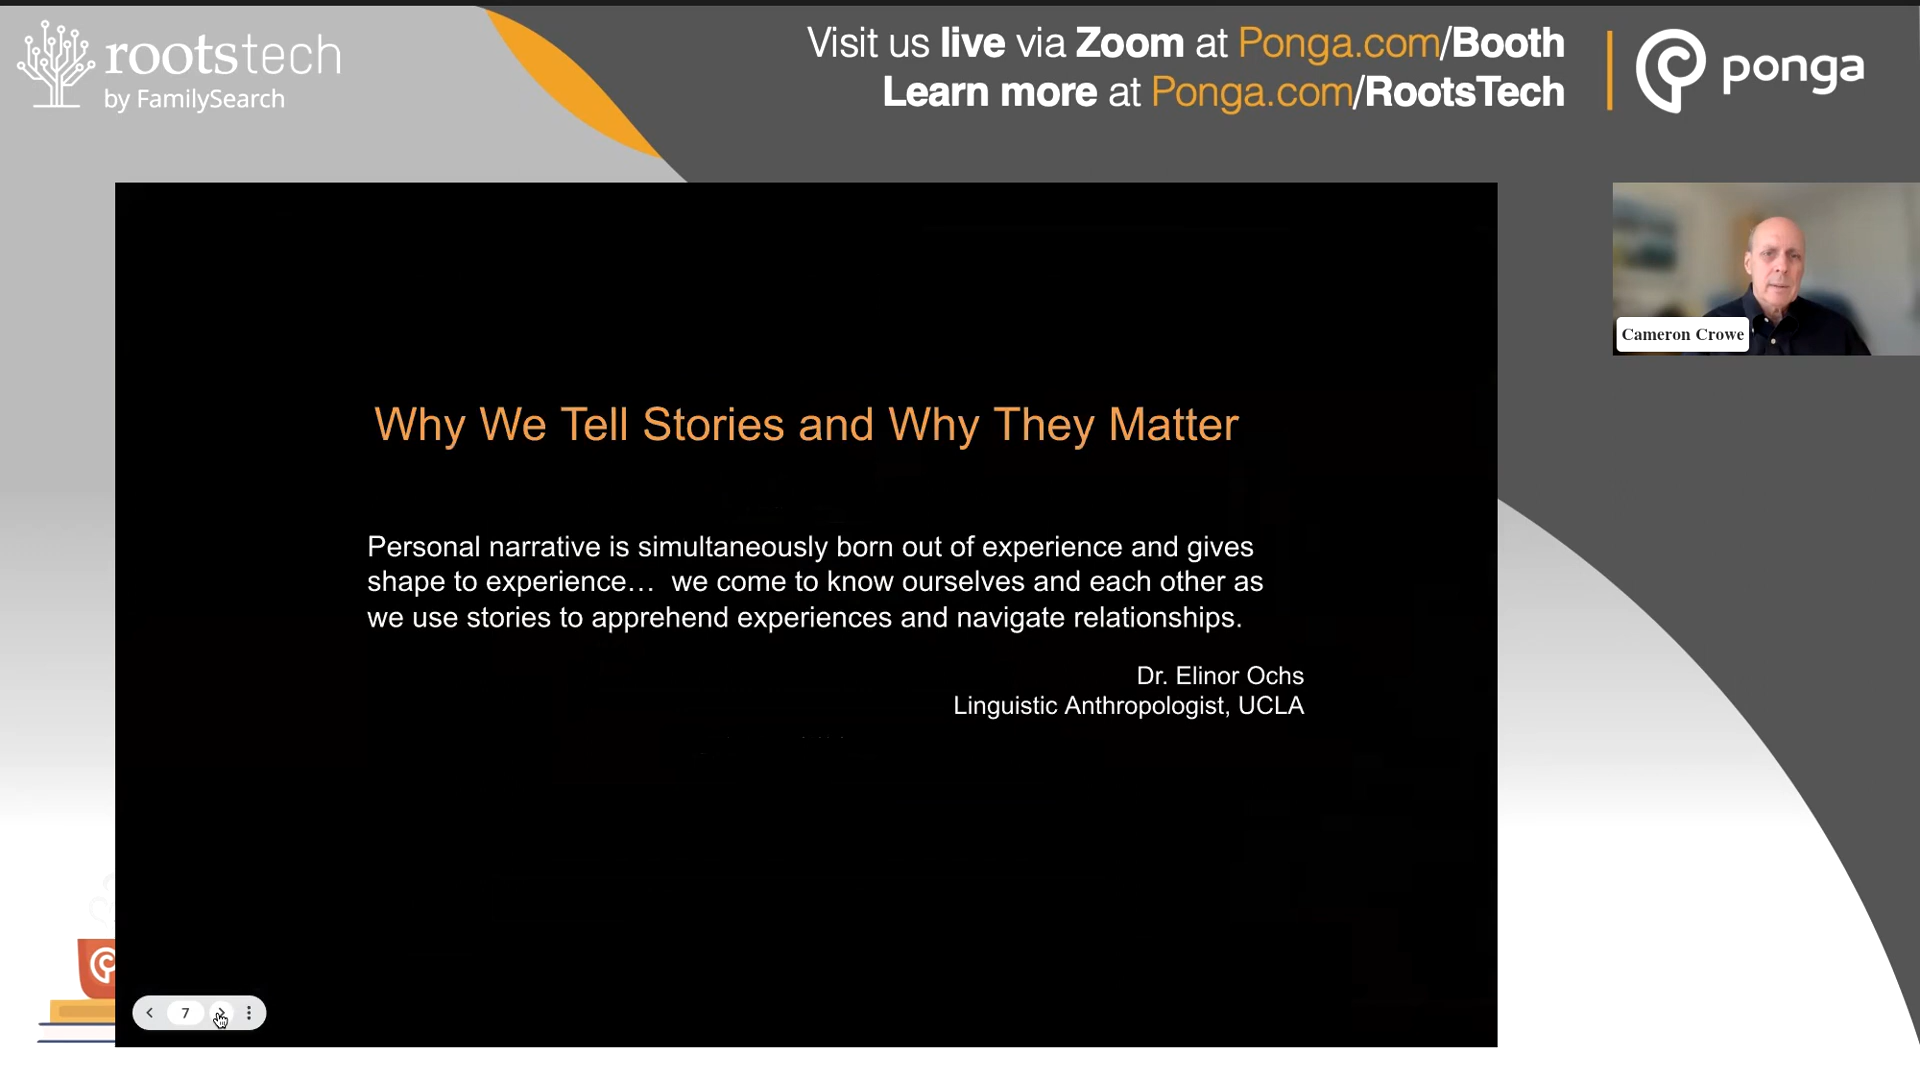 rootstech
by FamilySearch
Visit us live via Zoom at Ponga.com/Booth
Learn more at Ponga.com/RootsTech
ponga
Cameron Crowe
Why We Tell Stories and Why They Matter
Personal narrative is simultaneously born out of experience and gives
shape to experience… we come to know ourselves and each other as
we use stories to apprehend experiences and navigate relationships.
Dr. Elinor Ochs
Linguistic Anthropologist, UCLA
7